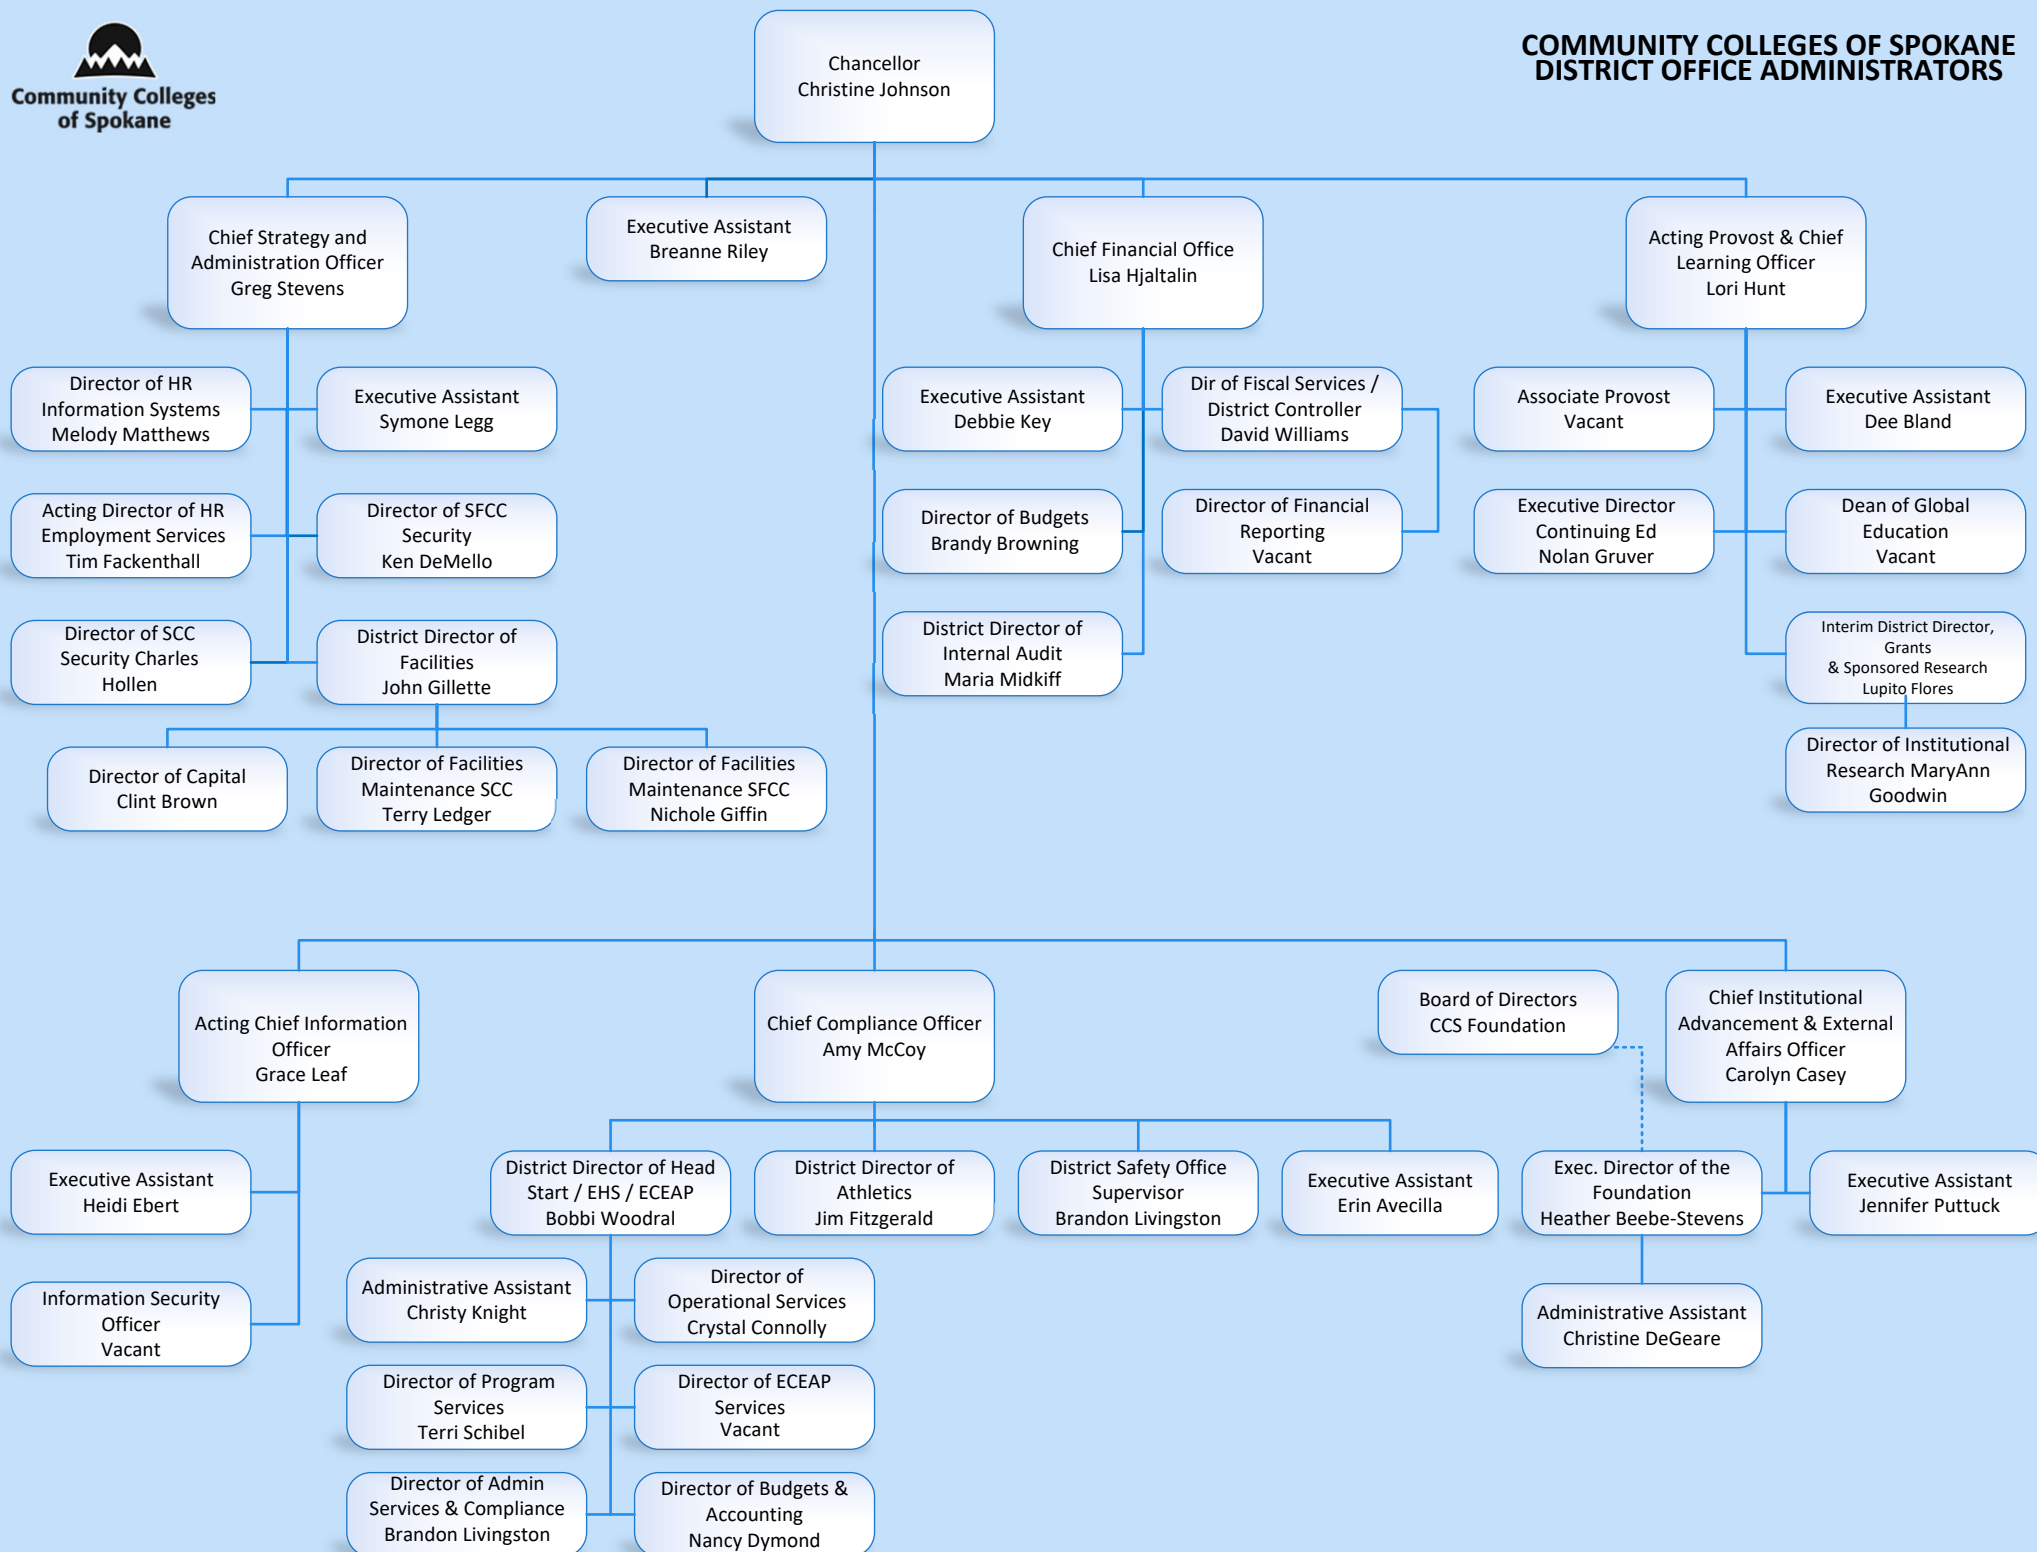 Community Colleges
of Spokane
COMMUNITY COLLEGES OF SPOKANE
DISTRICT OFFICE ADMINISTRATORS
Chancellor
Christine Johnson
Chief Strategy and
Administration Officer
Greg Stevens
Executive Assistant
Breanne Riley
Chief Financial Office
Lisa Hjaltalin
Acting Provost & Chief
Learning Officer
Lori Hunt
Director of HR
Information Systems
Melody Matthews
Executive Assistant
Symone Legg
Executive Assistant
Debbie Key
Dir of Fiscal Services /
District Controller
David Williams
Associate Provost
Vacant
Executive Assistant
Dee Bland
Acting Director of HR
Employment Services
Tim Fackenthall
Director of SFCC
Security
Ken DeMello
Director of Budgets
Brandy Browning
Director of Financial
Reporting
Vacant
Executive Director
Continuing Ed
Nolan Gruver
Dean of Global
Education
Vacant
Director of SCC
Security Charles
Hollen
District Director of
Facilities
John Gillette
District Director of
Internal Audit
Maria Midkiff
Interim District Director,
Grants
& Sponsored Research
Lupito Flores
Director of Capital
Clint Brown
Director of Facilities
Maintenance SCC
Terry Ledger
Director of Facilities
Maintenance SFCC
Nichole Giffin
Director of Institutional
Research MaryAnn
Goodwin
Acting Chief Information
Officer
Grace Leaf
Chief Compliance Officer
Amy McCoy
Board of Directors
CCS Foundation
Chief Institutional
Advancement & External
Affairs Officer
Carolyn Casey
Executive Assistant
Heidi Ebert
District Director of Head
Start / EHS / ECEAP
Bobbi Woodral
District Director of
Athletics
Jim Fitzgerald
District Safety Office
Supervisor
Brandon Livingston
Executive Assistant
Erin Avecilla
Exec. Director of the
Foundation
Heather Beebe-Stevens
Executive Assistant
Jennifer Puttuck
Information Security
Officer
Vacant
Administrative Assistant
Christy Knight
Director of
Operational Services
Crystal Connolly
Administrative Assistant
Christine DeGeare
Director of Program
Services
Terri Schibel
Director of ECEAP
Services
Vacant
Director of Admin
Services & Compliance
Brandon Livingston
Director of Budgets &
Accounting
Nancy Dymond